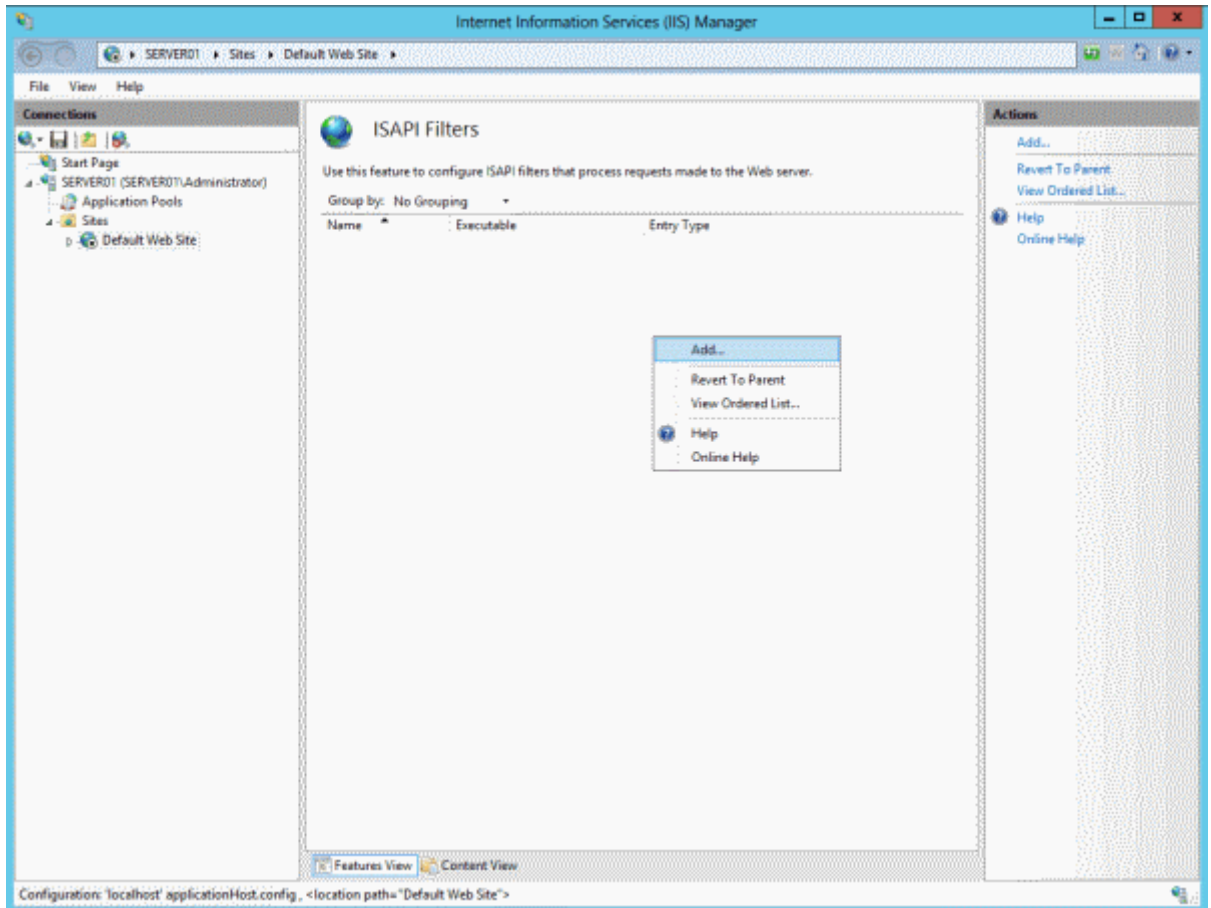 Internet Information Services (IIS) Manager
SERVER01 Sites Default Web Site
File View Help
Connections
Start Page
SERVER01 (SERVER01\Administrator)
Application Pools
Sites
Default Web Site
ISAPI Filters
Use this feature to configure ISAPI filters that process requests made to the Web server.
Group by: No Grouping
Name Executable Entry Type
Add...
Revert To Parent
View Ordered List...
Help
Online Help
Features View Content View
Actions
Add...
Revert To Parent
View Ordered List...
Help
Online Help
Configuration: 'localhost' applicationHost.config, <location path="Default Web Site">